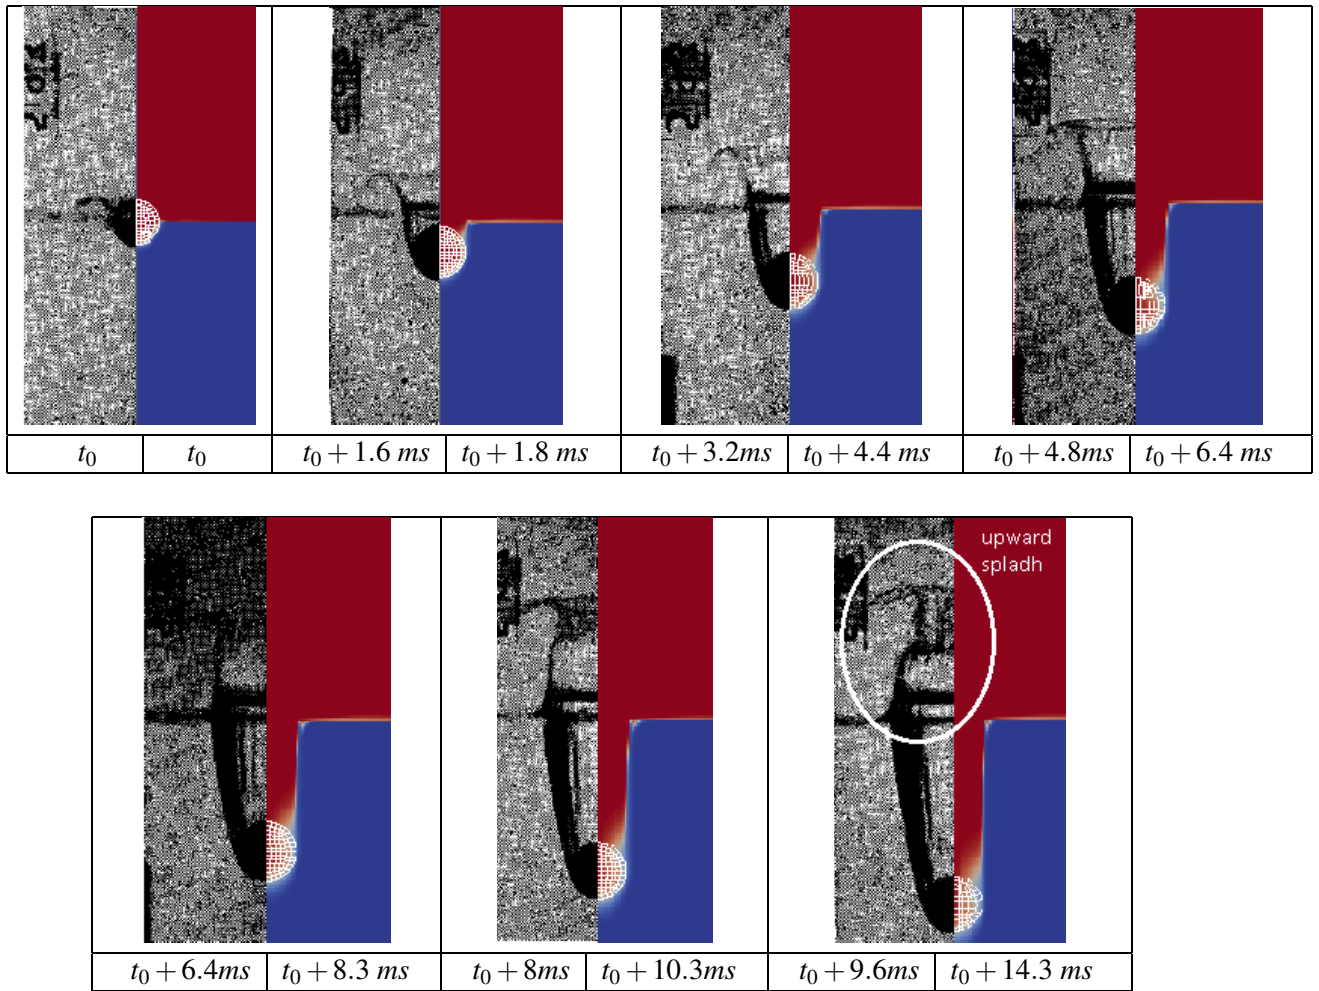 t₀ t₀ t₀ + 1.6 ms t₀ + 1.8 ms t₀ + 3.2ms t₀ + 4.4 ms t₀ + 4.8ms t₀ + 6.4 ms
upward
spladh
t₀ + 6.4ms t₀ + 8.3 ms t₀ + 8ms t₀ + 10.3ms t₀ + 9.6ms t₀ + 14.3 ms